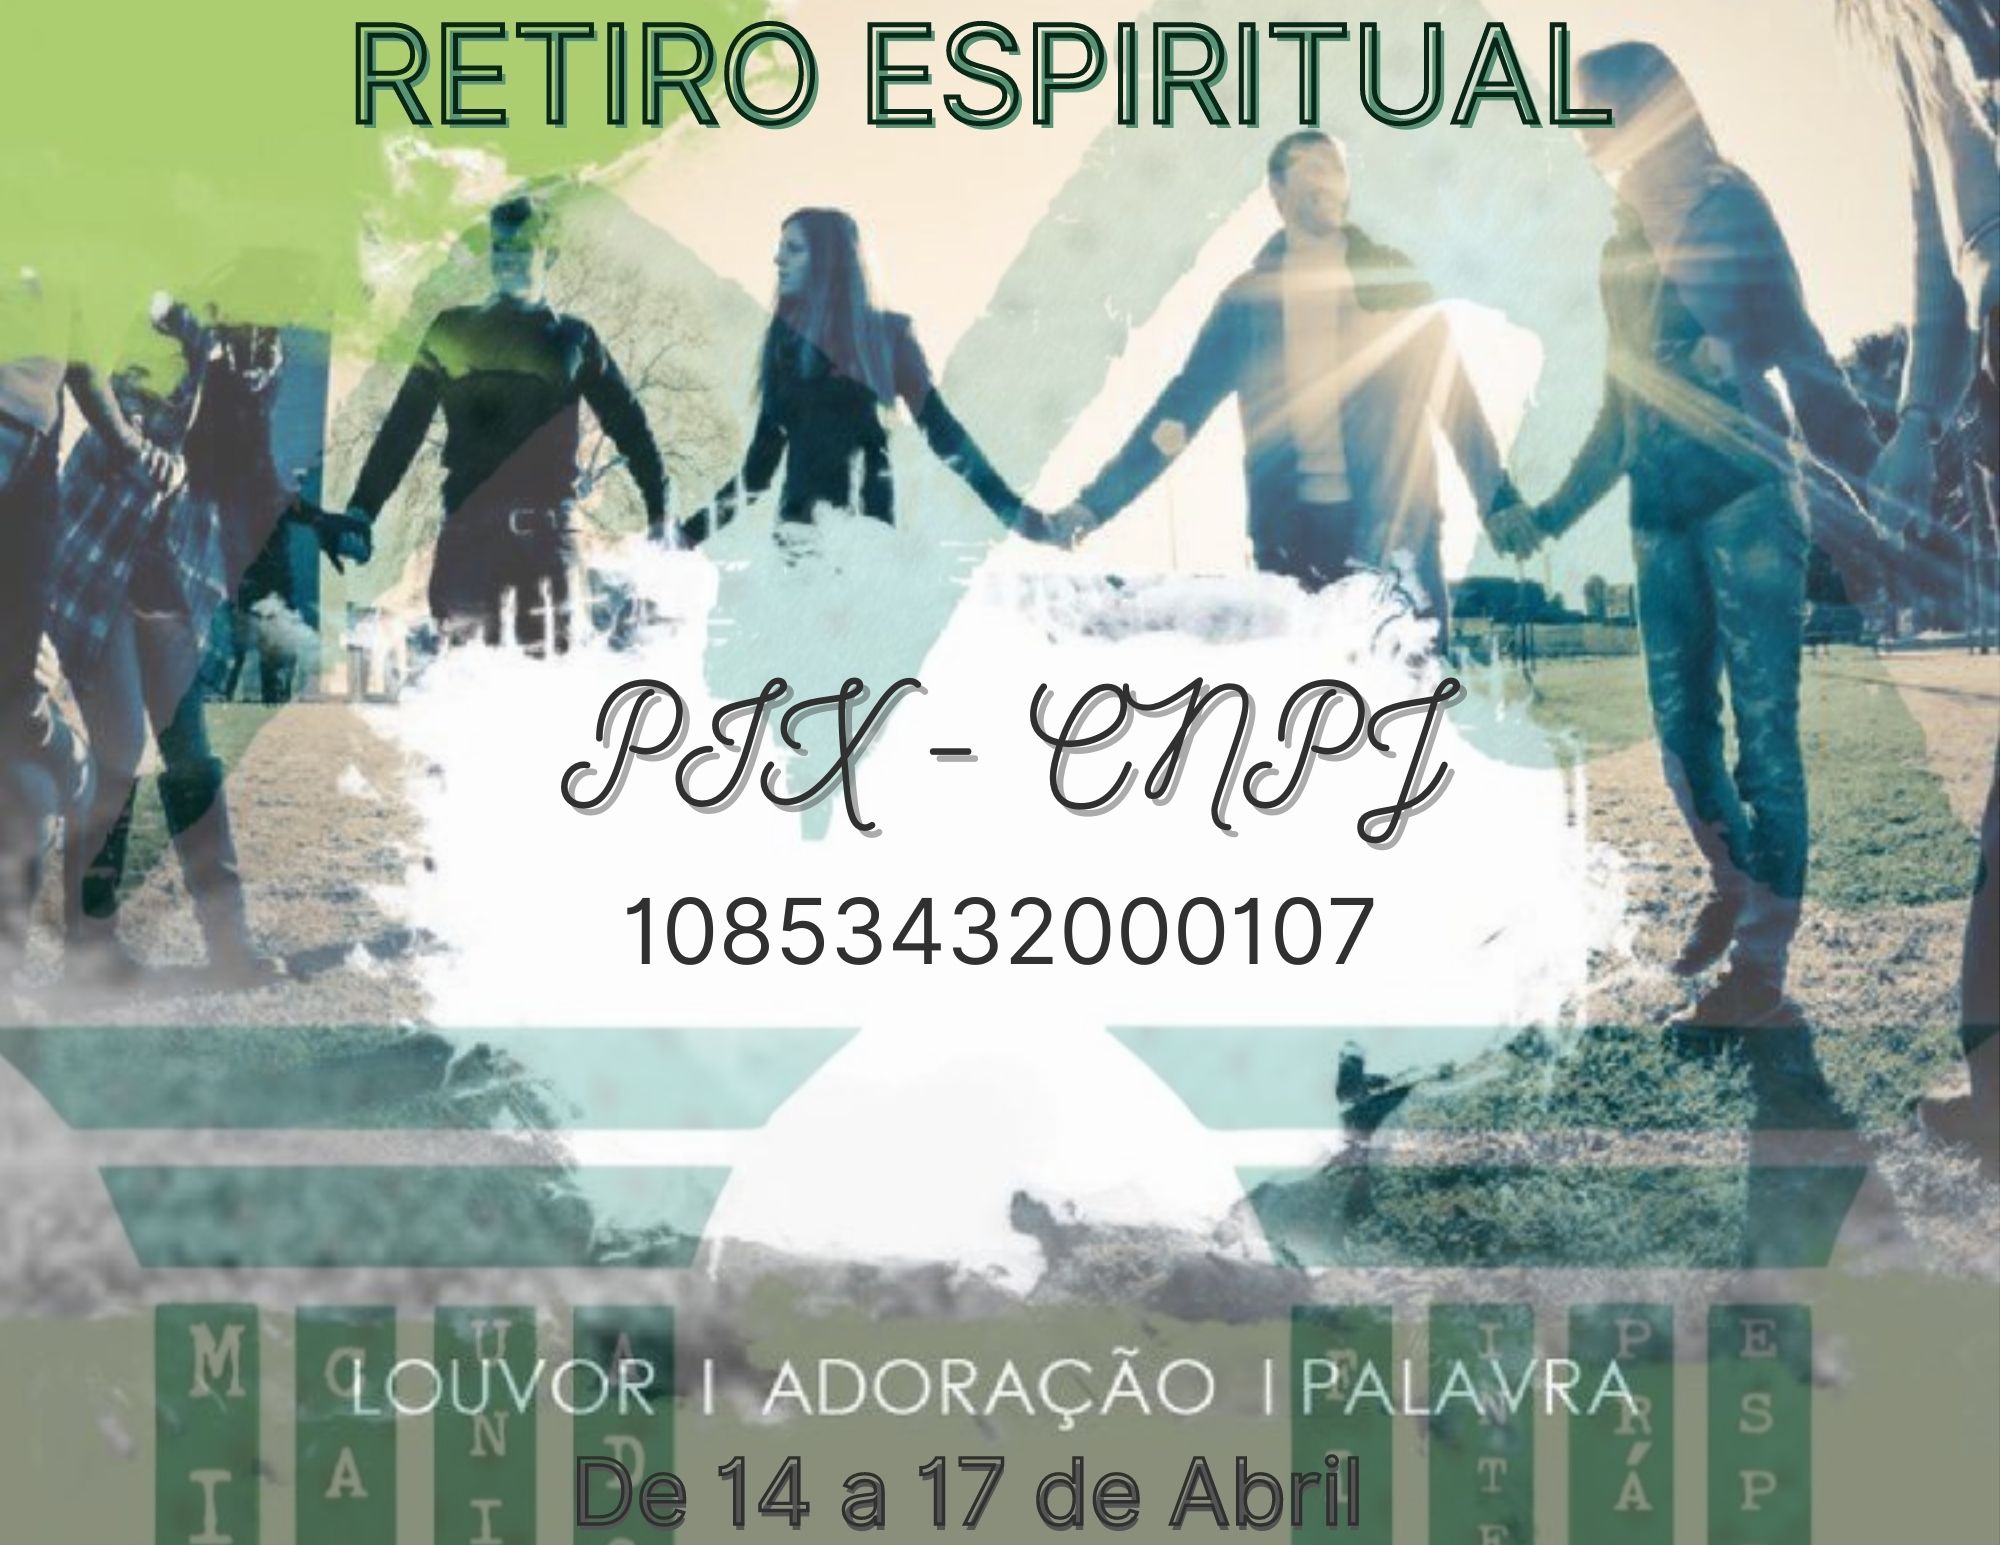 RETIRO ESPIRITUAL
PIX - CNPJ
10853432000107
LOUVOR | ADORAÇÃO | PALAVRA
De 14 a 17 de Abril